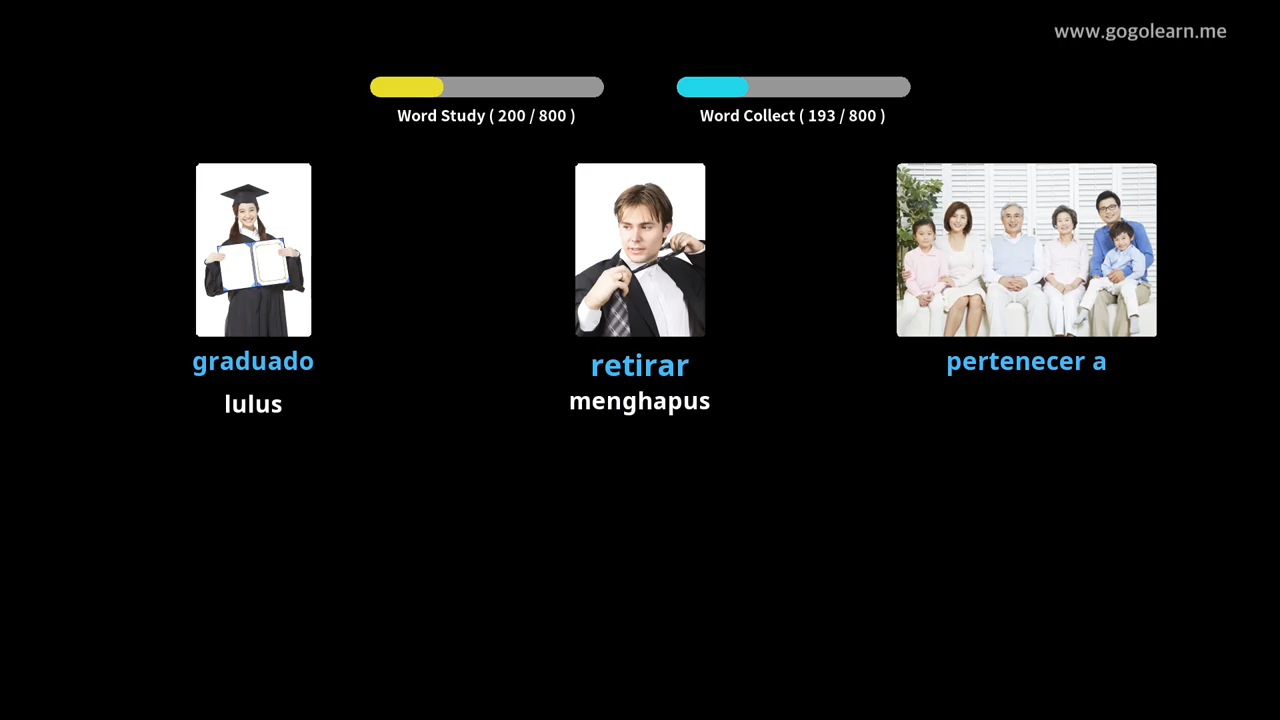 www.gogolearn.me
Word Study ( 200 / 800 )
Word Collect ( 193 / 800 )
graduado
retirar
pertenecer a
lulus
menghapus